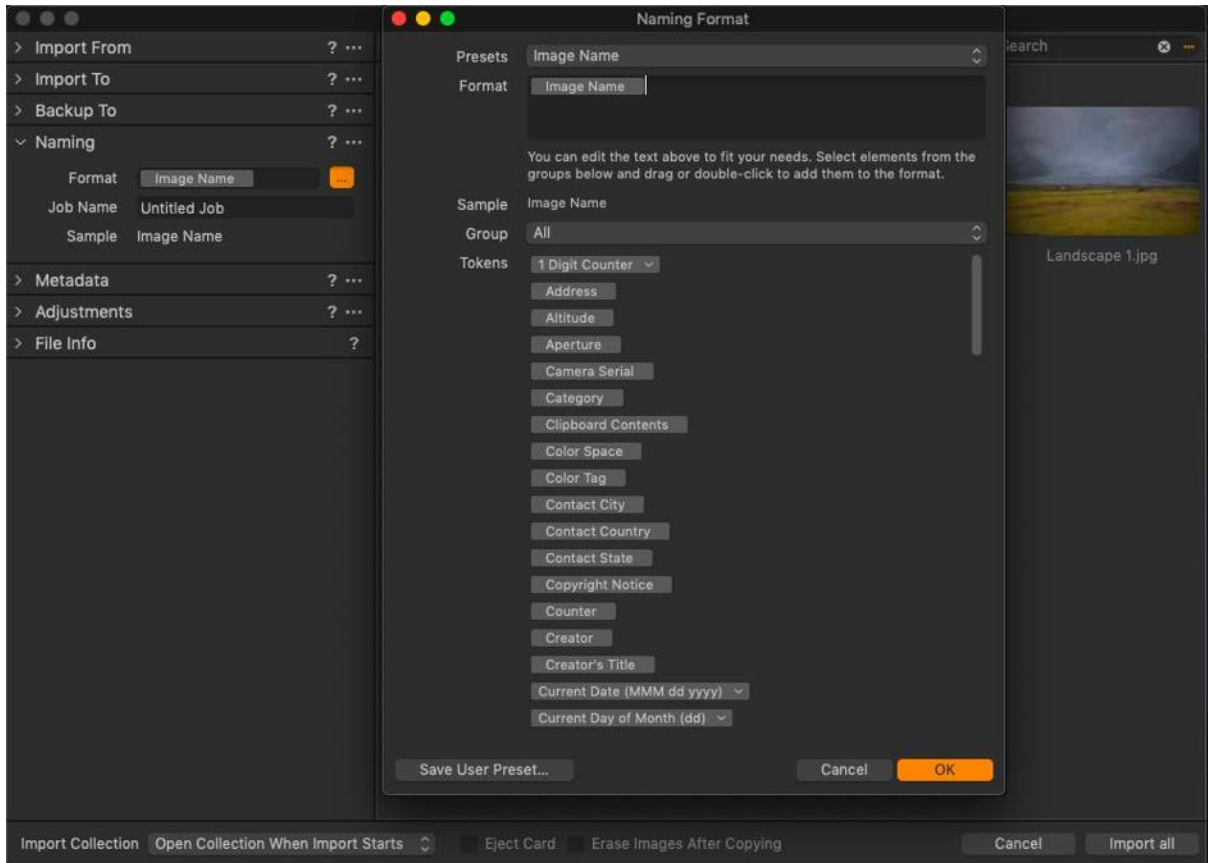 Naming Format
Import From ? ...
Import To ? ...
Backup To ? ...
Naming ? ...
Format Image Name ...
Job Name Untitled Job
Sample Image Name
Metadata ? ...
Adjustments ? ...
File Info ?
Presets Image Name
Format Image Name
You can edit the text above to fit your needs. Select elements from the
groups below and drag or double-click to add them to the format.
Sample Image Name
Group All
Tokens 1 Digit Counter
Address
Altitude
Aperture
Camera Serial
Category
Clipboard Contents
Color Space
Color Tag
Contact City
Contact Country
Contact State
Copyright Notice
Counter
Creator
Creator's Title
Current Date (MMM dd yyyy)
Current Day of Month (dd)
Save User Preset... Cancel OK
Landscape 1.jpg
Import Collection Open Collection When Import Starts Eject Card Erase Images After Copying Cancel Import all